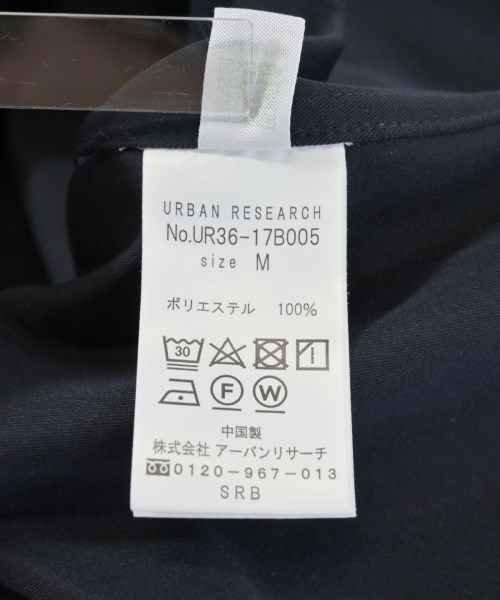 URBAN RESEARCH
No.UR36-17B005
size M
ポリエステル 100%
30
F W
中国製
株式会社 アーバンリサーチ
0120-967-013
SRB